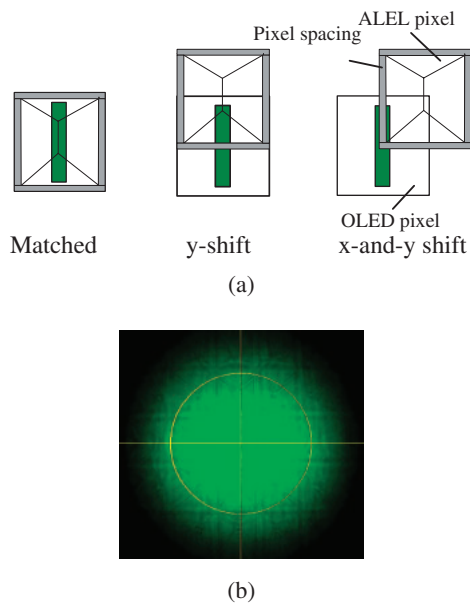 ALEL pixel
Pixel spacing
OLED pixel
Matched
y-shift
x-and-y shift
(a)
(b)